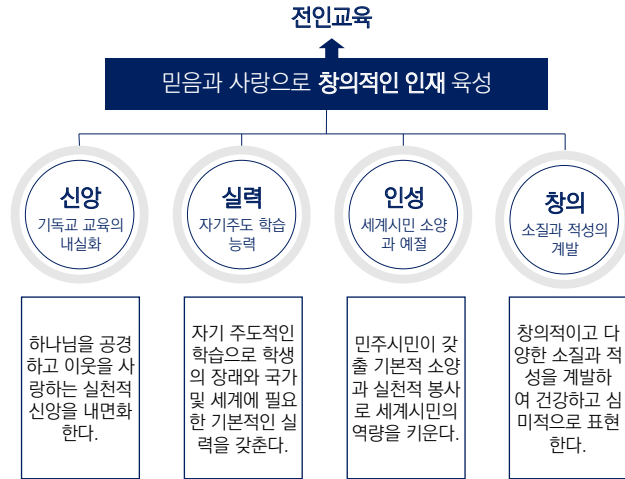 전인교육
믿음과 사랑으로 창의적인 인재 육성
신앙
기독교 교육의
내실화
실력
자기주도 학습
능력
인성
세계시민 소양
과 예절
창의
소질과 적성의
계발
하나님을 공경
하고 이웃을 사
랑하는 실천적
신앙을 내면화
한다.
자기 주도적인
학습으로 학생
의 장래와 국가
및 세계에 필요
한 기본적인 실
력을 갖춘다.
민주시민이 갖
출 기본적 소양
과 실천적 봉사
로 세계시민의
역량을 키운다.
창의적이고 다
양한 소질과 적
성을 계발하
여 건강하고 심
미적으로 표현
한다.